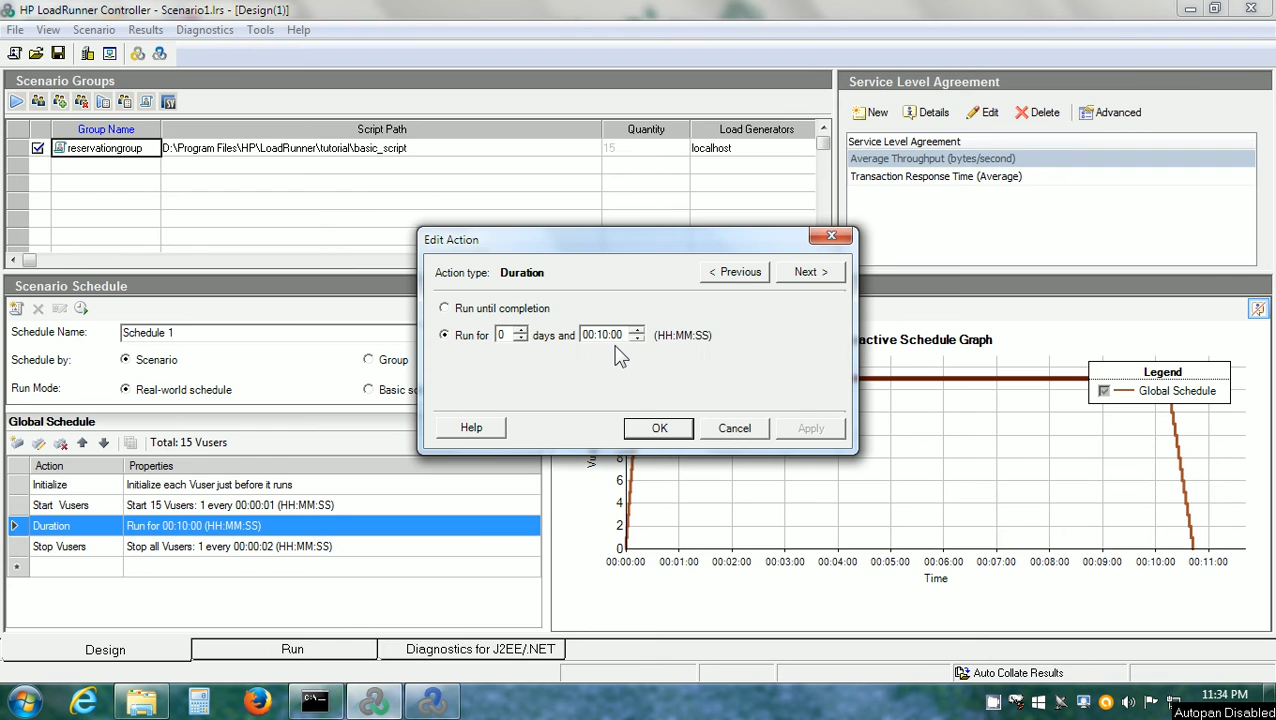 HP LoadRunner Controller - Scenario1.lrs - [Design(1)]
File View Scenario Results Diagnostics Tools Help
Scenario Groups
Group Name Script Path Quantity Load Generators
reservationgroup D:\Program Files\HP\LoadRunner\tutorial\basic_script 15 localhost
Service Level Agreement
New Details Edit Delete Advanced
Service Level Agreement
Average Throughput (bytes/second)
Transaction Response Time (Average)
Edit Action
Action type: Duration < Previous Next >
Run until completion
Run for 0 days and 00:10:00 (HH:MM:SS)
Help OK Cancel Apply
Scenario Schedule
Schedule Name: Schedule 1
Schedule by: Scenario Group
Run Mode: Real-world schedule Basic sc
Global Schedule
Total: 15 Vusers
Action Properties
Initialize Initialize each Vuser just before it runs
Start Vusers Start 15 Vusers: 1 every 00:00:01 (HH:MM:SS)
Duration Run for 00:10:00 (HH:MM:SS)
Stop Vusers Stop all Vusers: 1 every 00:00:02 (HH:MM:SS)
*
active Schedule Graph
Legend
Global Schedule
8
6
4
2
0
00:00:00 00:01:00 00:02:00 00:03:00 00:04:00 00:05:00 00:06:00 00:07:00 00:08:00 00:09:00 00:10:00 00:11:00
Time
Design Run Diagnostics for J2EE/.NET
Auto Collate Results
11:34 PM
Autopan Disabled